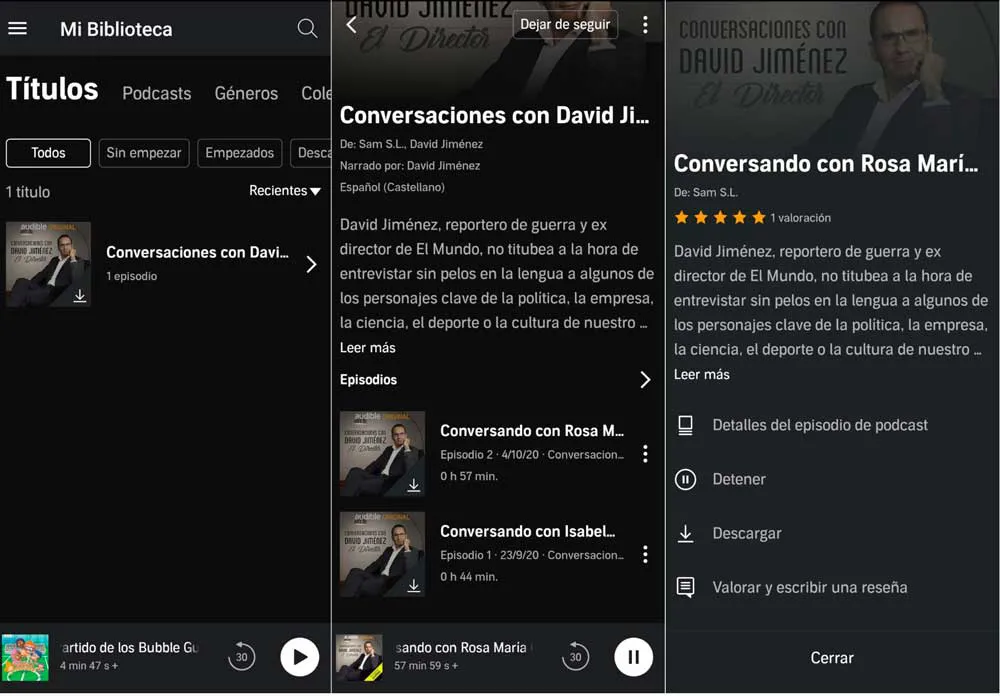 Mi Biblioteca
Títulos Podcasts Géneros Cole
Todos Sin empezar Empezados Desca
1 título Recientes
audible ORIGINAL
CONVERSACIONES CON
DAVID JIMÉNEZ
El Director
Conversaciones con Davi...
1 episodio
artido de los Bubble Gu
4 min 47 s +
30
DAVID JIMÉNEZ
El Director
Dejar de seguir
Conversaciones con David Ji...
De: Sam S.L., David Jiménez
Narrado por: David Jiménez
Español (Castellano)
David Jiménez, reportero de guerra y ex
director de El Mundo, no titubea a la hora de
entrevistar sin pelos en la lengua a algunos de
los personajes clave de la política, la empresa,
la ciencia, el deporte o la cultura de nuestro ...
Leer más
Episodios
audible ORIGINAL
CONVERSACIONES CON
DAVID JIMÉNEZ
El Director
Conversando con Rosa M...
Episodio 2 · 4/10/20 · Conversacion...
0 h 57 min.
audible ORIGINAL
CONVERSACIONES CON
DAVID JIMÉNEZ
El Director
Conversando con Isabel...
Episodio 1 · 23/9/20 · Conversacion...
0 h 44 min.
sando con Rosa María
57 min 59 s +
30
CONVERSACIONES CON
DAVID JIMÉNEZ
El Director
Conversando con Rosa Marí...
De: Sam S.L.
1 valoración
David Jiménez, reportero de guerra y ex
director de El Mundo, no titubea a la hora de
entrevistar sin pelos en la lengua a algunos de
los personajes clave de la política, la empresa,
la ciencia, el deporte o la cultura de nuestro ...
Leer más
Detalles del episodio de podcast
Detener
Descargar
Valorar y escribir una reseña
Cerrar